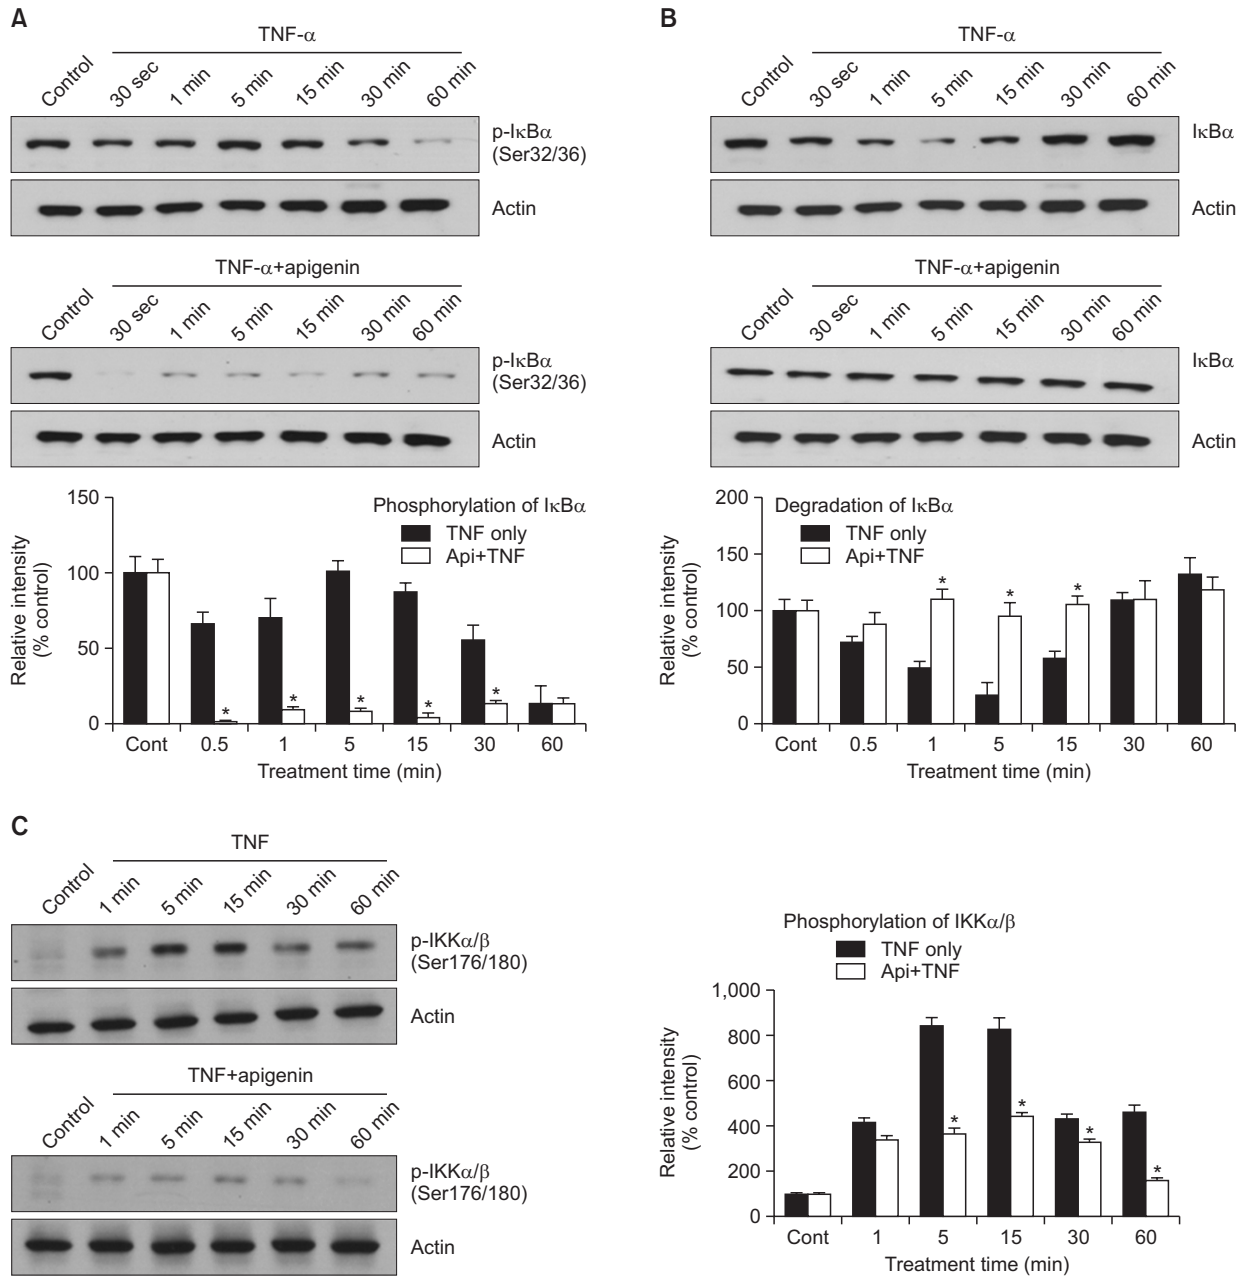 A
TNF-α
Control
30 sec
1 min
5 min
15 min
30 min
60 min
p-IκBα
(Ser32/36)
Actin
TNF-α+apigenin
Control
30 sec
1 min
5 min
15 min
30 min
60 min
p-IκBα
(Ser32/36)
Actin
Phosphorylation of IκBα
TNF only
Api+TNF
Relative intensity
(% control)
150
100
50
0
* * * * *
Cont 0.5 1 5 15 30 60
Treatment time (min)
B
TNF-α
Control
30 sec
1 min
5 min
15 min
30 min
60 min
IκBα
Actin
TNF-α+apigenin
Control
30 sec
1 min
5 min
15 min
30 min
60 min
IκBα
Actin
Degradation of IκBα
TNF only
Api+TNF
Relative intensity
(% control)
200
150
100
50
0
* * *
Cont 0.5 1 5 15 30 60
Treatment time (min)
C
TNF
Control
1 min
5 min
15 min
30 min
60 min
p-IKKα/β
(Ser176/180)
Actin
TNF+apigenin
Control
1 min
5 min
15 min
30 min
60 min
p-IKKα/β
(Ser176/180)
Actin
Phosphorylation of IKKα/β
TNF only
Api+TNF
Relative intensity
(% control)
1,000
800
600
400
200
0
* * * *
Cont 1 5 15 30 60
Treatment time (min)